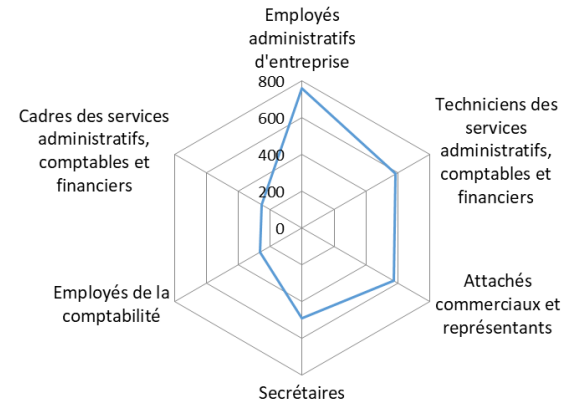 Employés
administratifs
d'entreprise
800
600
400
200
0
Techniciens des
services
administratifs,
comptables et
financiers
Attachés
commerciaux et
représentants
Secrétaires
Employés de la
comptabilité
Cadres des services
administratifs,
comptables et
financiers